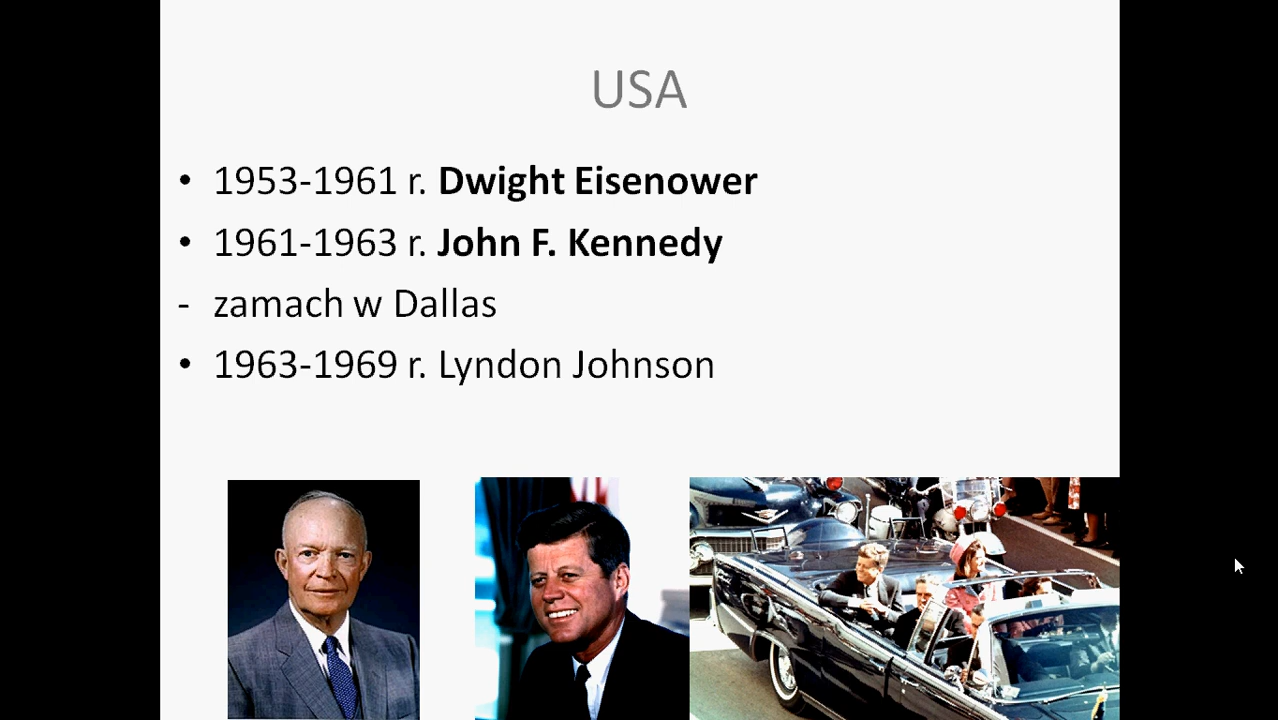 USA
• 1953-1961 r. Dwight Eisenower
• 1961-1963 r. John F. Kennedy
- zamach w Dallas
• 1963-1969 r. Lyndon Johnson